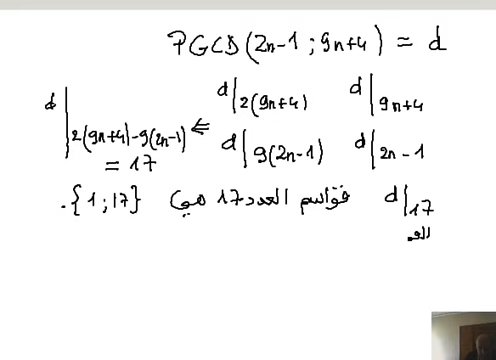 PGCD(2n-1 ; 9n+4) = d
d|9n+4 d|2(9n+4)
d|2n-1 d|9(2n-1) ⇐ d|2(9n+4)-9(2n-1)
= 17
d|17 فقواسم العدد 17 هي {1 ; 17}.